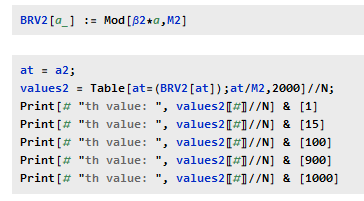 BRV2[a_] := Mod[β2*a,M2]
at = a2;
values2 = Table[at=(BRV2[at]);at/M2,2000]//N;
Print[# "th value: ", values2〚#〛//N] & [1]
Print[# "th value: ", values2〚#〛//N] & [15]
Print[# "th value: ", values2〚#〛//N] & [100]
Print[# "th value: ", values2〚#〛//N] & [900]
Print[# "th value: ", values2〚#〛//N] & [1000]